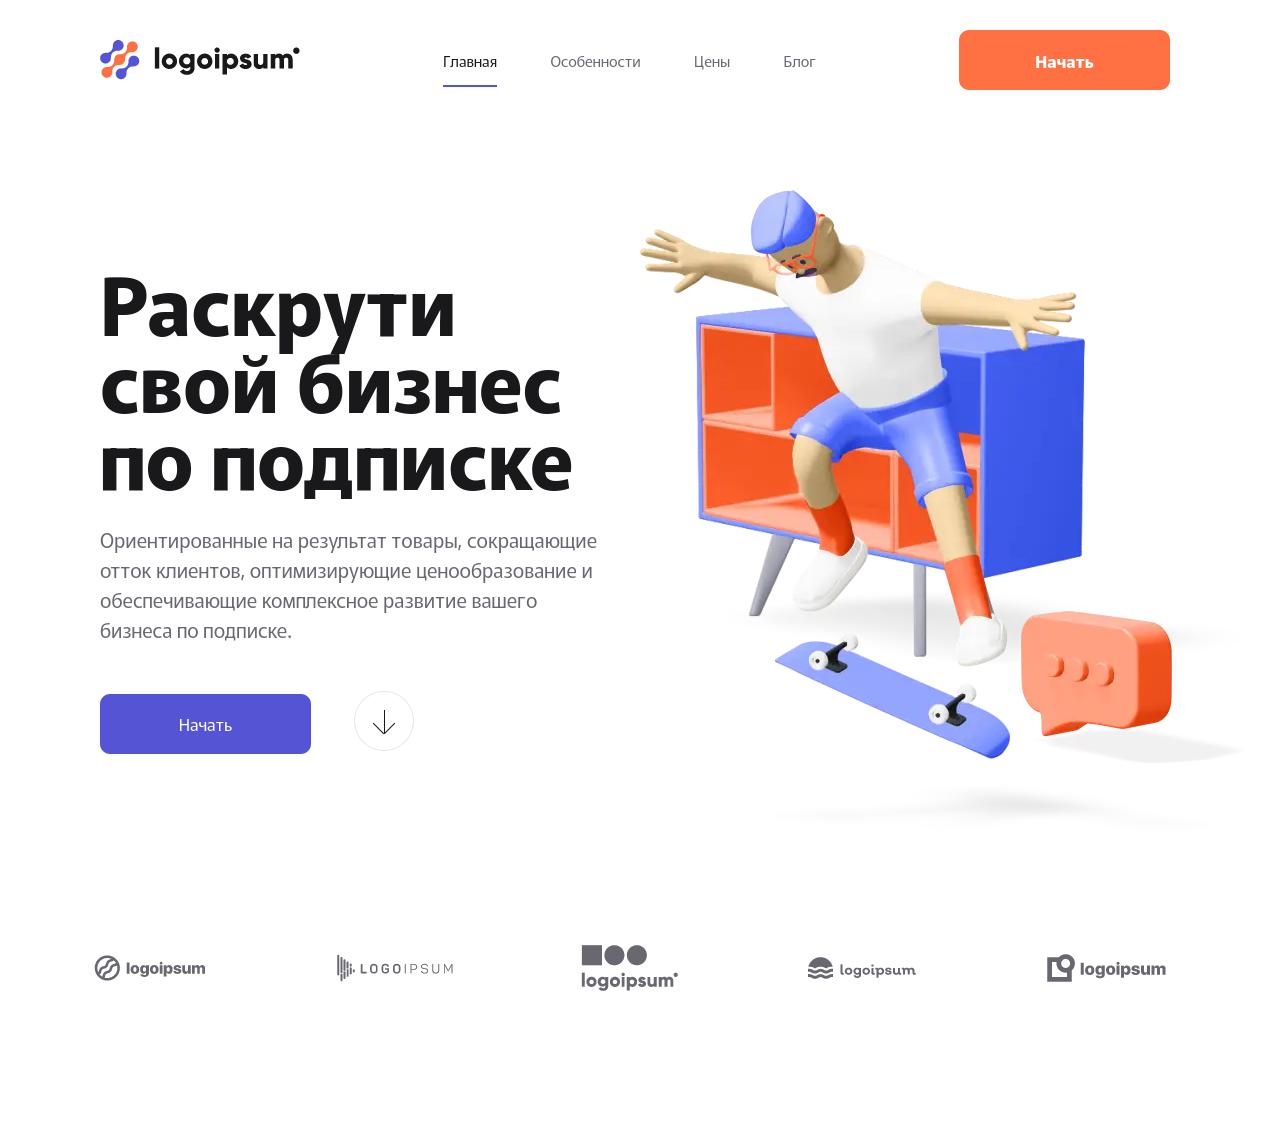 logoipsum
Главная
Особенности
Цены
Блог
Начать
Раскрути
свой бизнес
по подписке
Ориентированные на результат товары, сокращающие
отток клиентов, оптимизирующие ценообразование и
обеспечивающие комплексное развитие вашего
бизнеса по подписке.
Начать
logoipsum
LOGOIPSUM
logoipsum
logoipsum
logoipsum